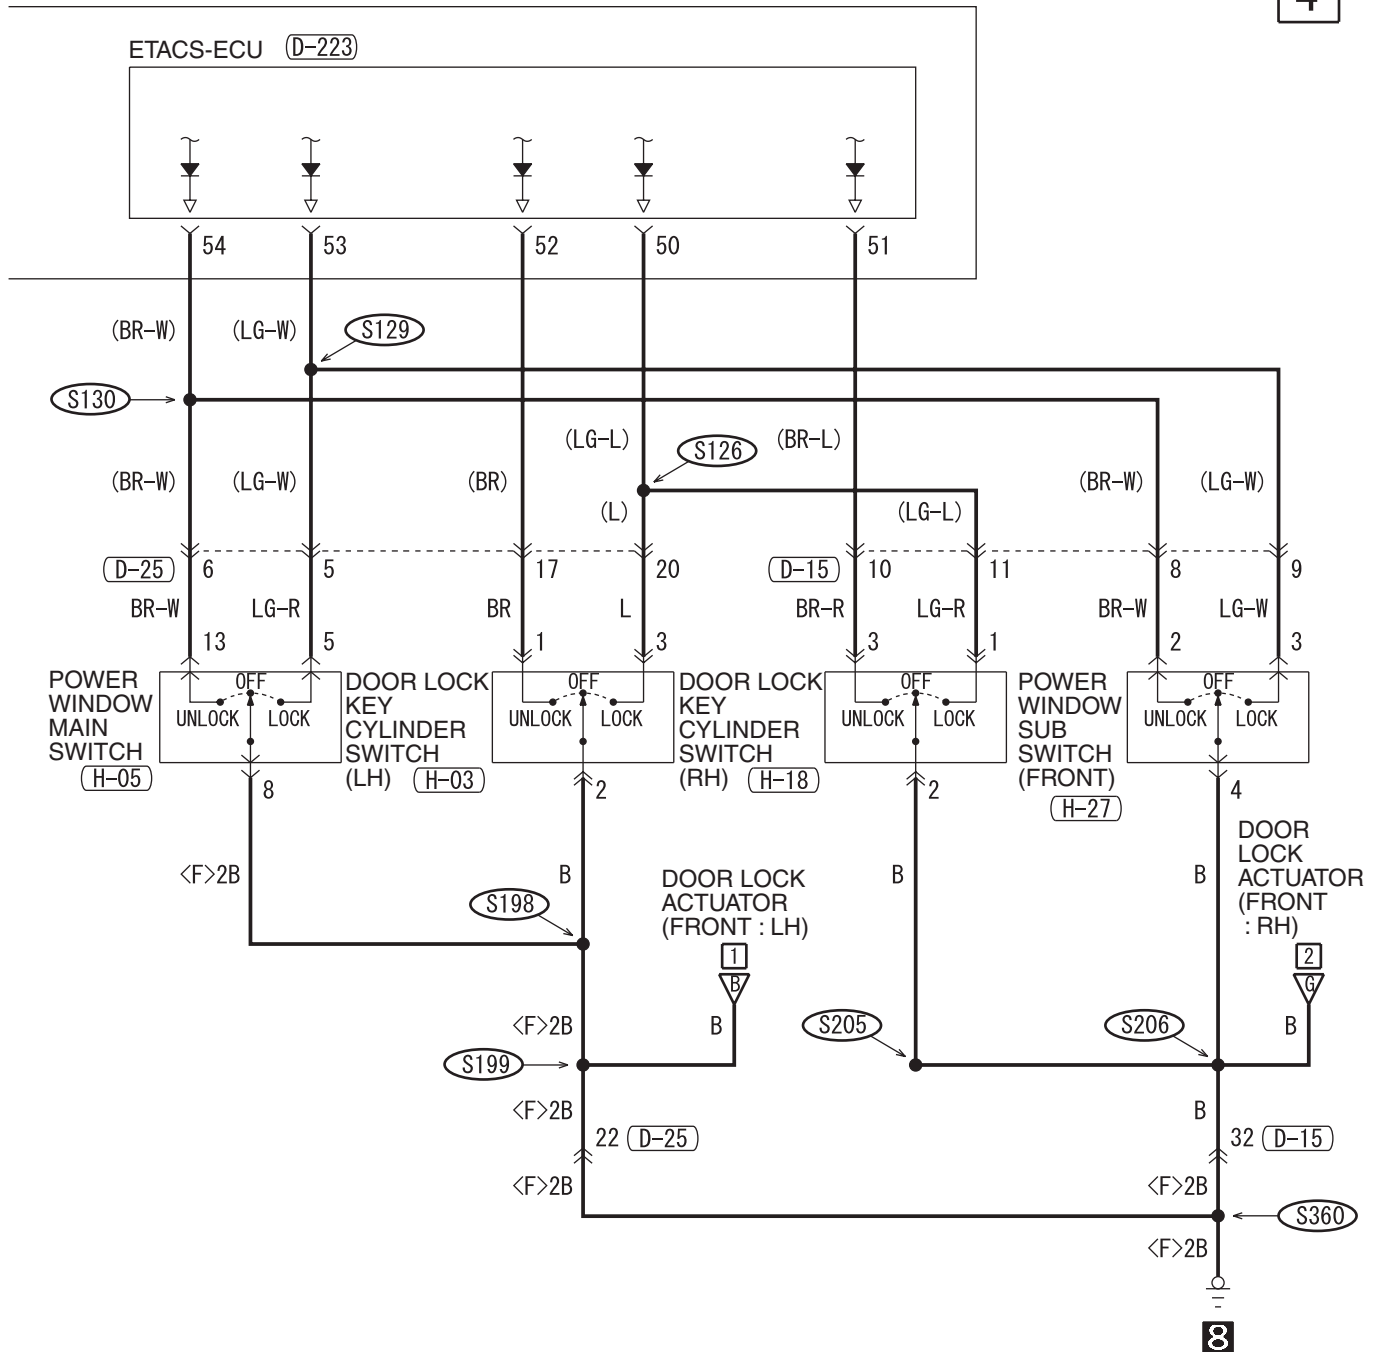 4
ETACS-ECU (D-223)
54 53 52 50 51
(BR-W) (LG-W) S129
S130
(LG-L) S126 (BR-L)
(BR-W) (LG-W) (BR) (BR-W) (LG-W)
(L) (LG-L)
D-25 6 5 17 20 D-15 10 11 8 9
BR-W LG-R BR L BR-R LG-R BR-W LG-W
13 5 1 3 3 1 2 3
POWER WINDOW MAIN SWITCH H-05
OFF UNLOCK LOCK
DOOR LOCK KEY CYLINDER SWITCH (LH) H-03
OFF UNLOCK LOCK
DOOR LOCK KEY CYLINDER SWITCH (RH) H-18
OFF UNLOCK LOCK
POWER WINDOW SUB SWITCH (FRONT) H-27
OFF UNLOCK LOCK
8 2 2 4
<F>2B B B B
DOOR LOCK ACTUATOR (FRONT : LH)
DOOR LOCK ACTUATOR (FRONT : RH)
S198
1 2
B G
<F>2B B S205 S206 B
S199
<F>2B B
22 D-25 32 D-15
<F>2B <F>2B
S360
<F>2B
8